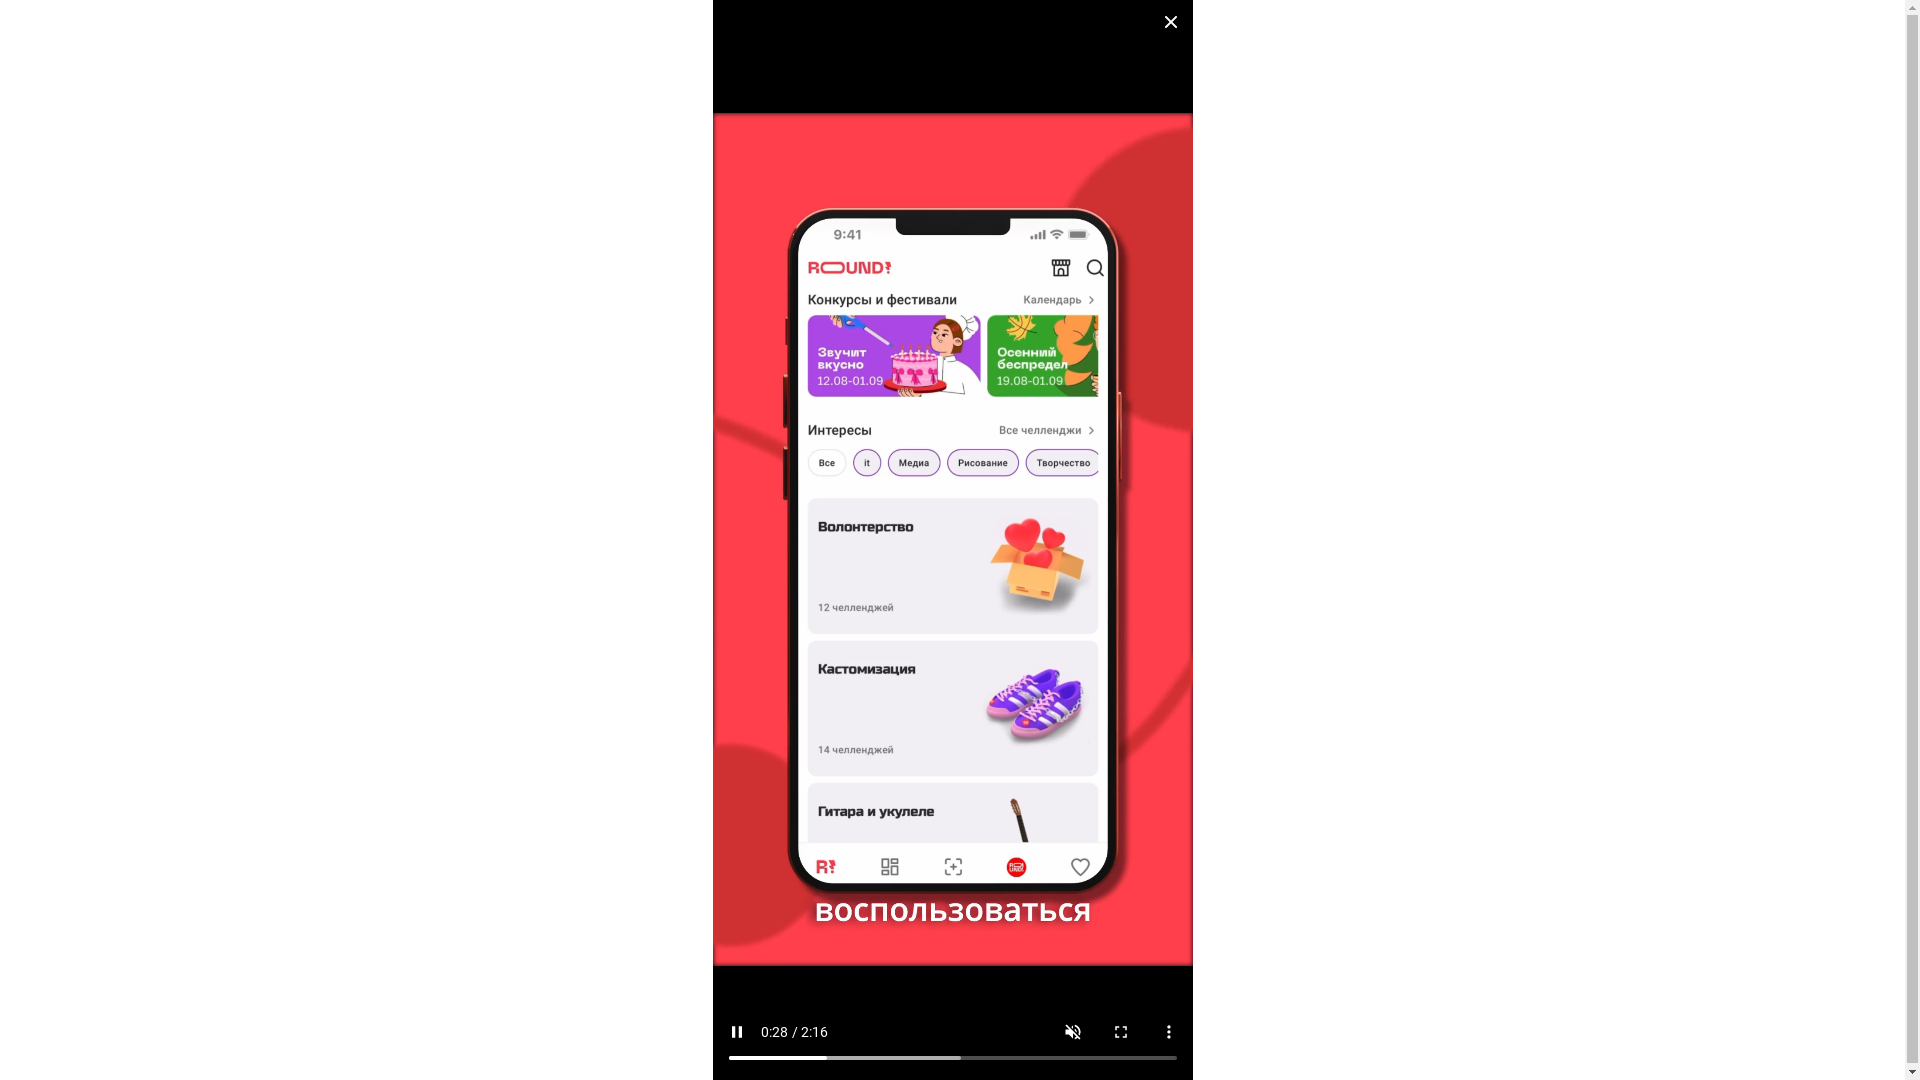 9:41
ROUND!
Конкурсы и фестивали
Календарь
Звучит
вкусно
12.08-01.09
Осенний
беспредел
19.08-01.09
Интересы
Все челленджи
Все
it
Медиа
Рисование
Творчество
Волонтерство
12 челленджей
Кастомизация
14 челленджей
Гитара и укулеле
R!
воспользоваться
0:28 / 2:16